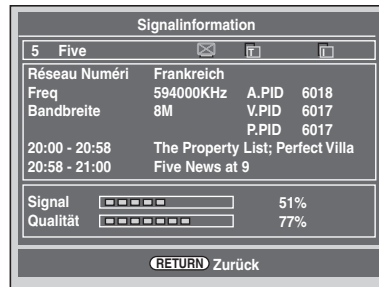 Signalinformation
5 Five T i
Réseau Numéri Frankreich
Freq 594000KHz A.PID 6018
Bandbreite 8M V.PID 6017
P.PID 6017
20:00 - 20:58 The Property List; Perfect Villa
20:58 - 21:00 Five News at 9
Signal 51%
Qualität 77%
RETURN Zurück